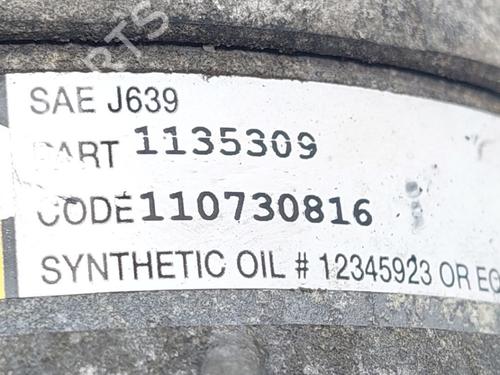 SAE J639
PART 1135309
CODE 110730816
SYNTHETIC OIL # 12345923 OR EQ